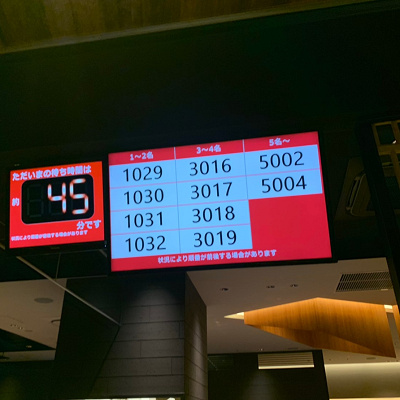 ただいまの待ち時間は
約 45
分です
状況により順番が前後する場合があります
1〜2名 3〜4名 5名〜
1029 3016 5002
1030 3017 5004
1031 3018
1032 3019
状況により順番が前後する場合があります